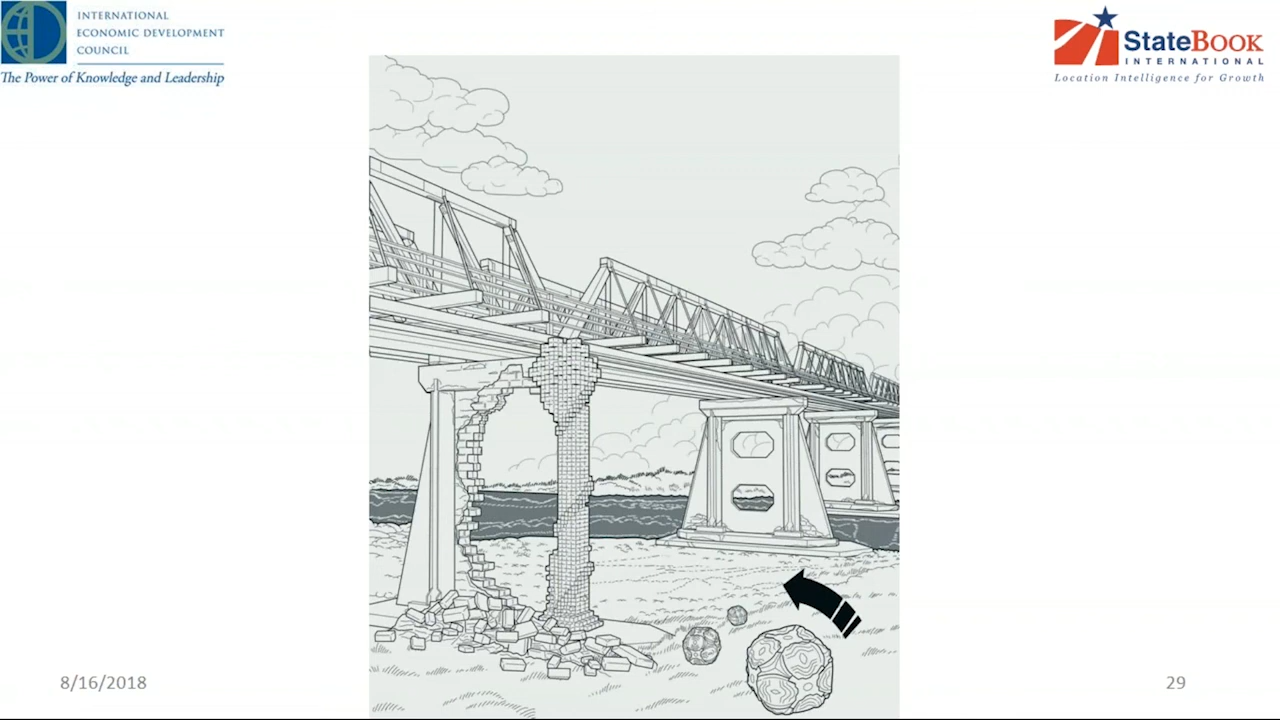 INTERNATIONAL
ECONOMIC DEVELOPMENT
COUNCIL
The Power of Knowledge and Leadership
StateBook
INTERNATIONAL
Location Intelligence for Growth
8/16/2018
29